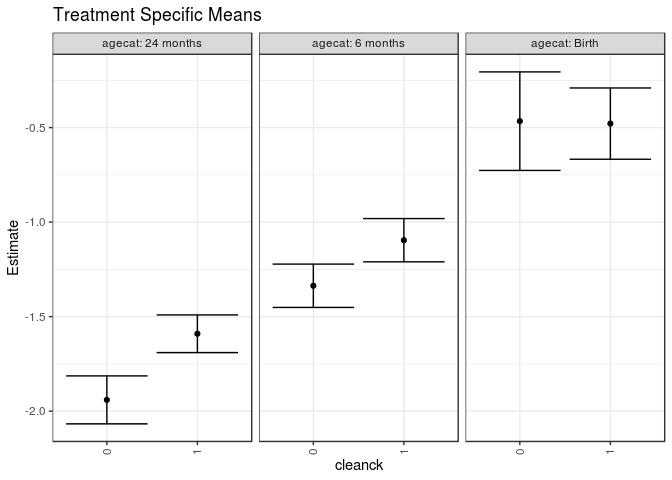 Treatment Specific Means
agecat: 24 months
agecat: 6 months
agecat: Birth
Estimate
-0.5
-1.0
-1.5
-2.0
0
1
0
1
0
1
cleanck